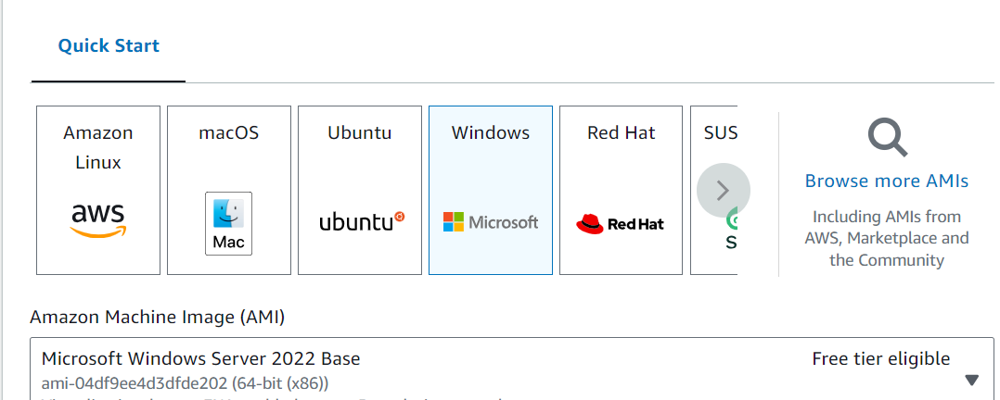 Quick Start
Amazon
Linux
aws
macOS
Mac
Ubuntu
ubuntu
Windows
Microsoft
Red Hat
Red Hat
SUS
S
Browse more AMIs
Including AMIs from
AWS, Marketplace and
the Community
Amazon Machine Image (AMI)
Microsoft Windows Server 2022 Base
Free tier eligible
ami-04df9ee4d3dfde202 (64-bit (x86))